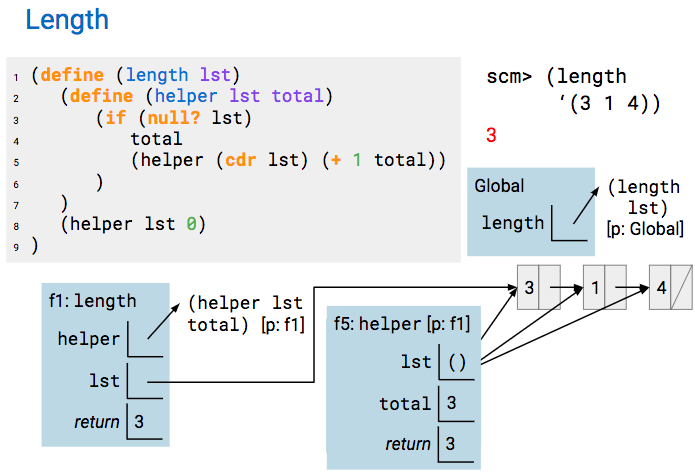 Length
1 (define (length lst)
2 (define (helper lst total)
3 (if (null? lst)
4 total
5 (helper (cdr lst) (+ 1 total))
6 )
7 )
8 (helper lst 0)
9 )
scm> (length
‘(3 1 4))
3
Global
length
(length
lst)
[p: Global]
3 1 4
f1: length
helper
(helper lst
total) [p: f1]
lst
return 3
f5: helper [p: f1]
lst ()
total 3
return 3